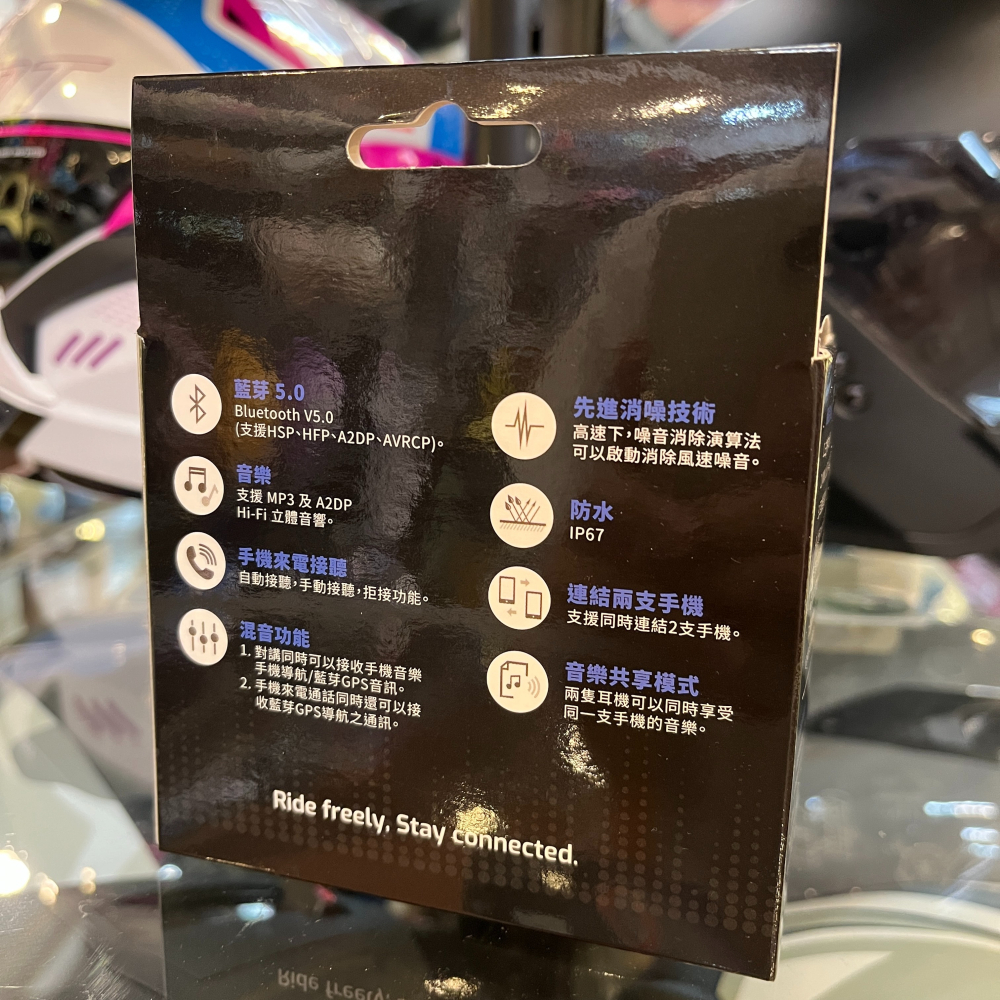 藍芽 5.0
Bluetooth V5.0
(支援HSP、HFP、A2DP、AVRCP)。
音樂
支援 MP3 及 A2DP
Hi-Fi 立體音響。
手機來電接聽
自動接聽，手動接聽，拒接功能。
混音功能
1. 對講同時可以接收手機音樂
手機導航/藍芽GPS音訊。
2. 手機來電通話同時還可以接
收藍芽GPS導航之通訊。
先進消噪技術
高速下，噪音消除演算法
可以啟動消除風速噪音。
防水
IP67
連結兩支手機
支援同時連結2支手機。
音樂共享模式
兩隻耳機可以同時享受
同一支手機的音樂。
Ride freely, Stay connected.
Ride freely,